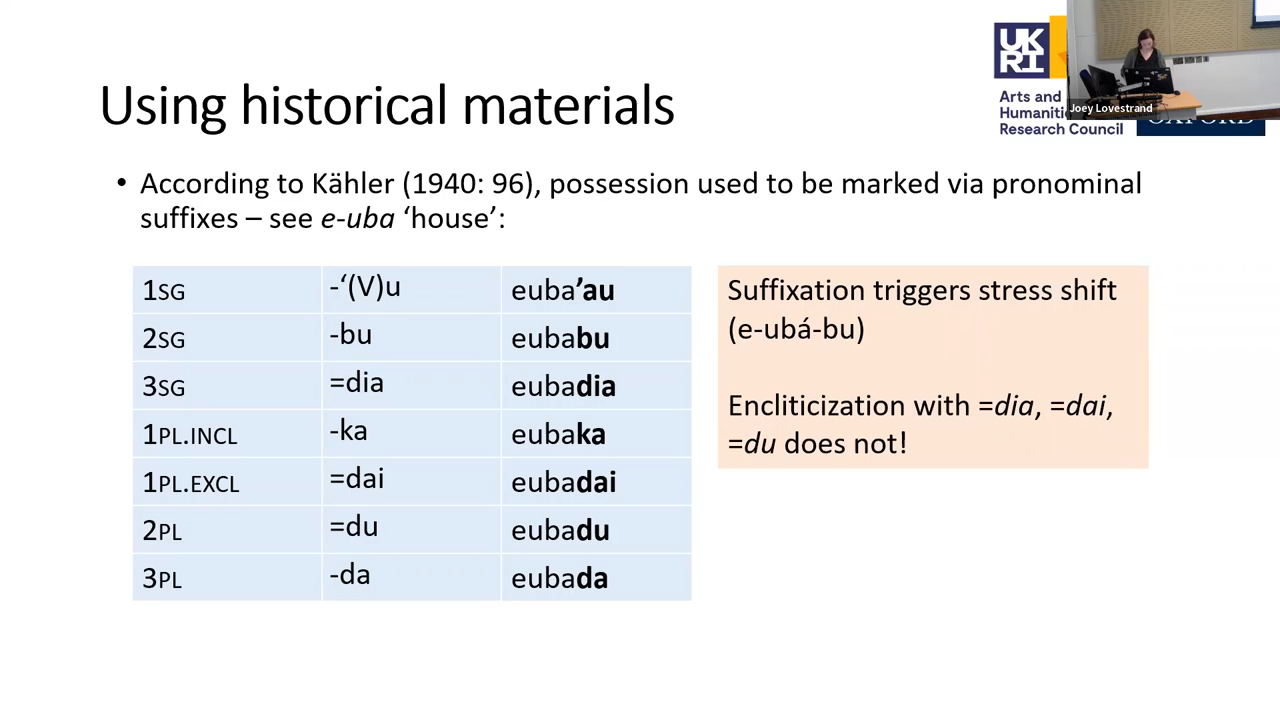 Using historical materials
UK
RI
Arts and
Humaniti
Research Council
Joey Lovestrand
OXFORD
• According to Kähler (1940: 96), possession used to be marked via pronominal
suffixes – see e-uba ‘house’:
1SG -‘(V)u euba’au
2SG -bu eubabu
3SG =dia eubadia
1PL.INCL -ka eubaka
1PL.EXCL =dai eubadai
2PL =du eubadu
3PL -da eubada
Suffixation triggers stress shift
(e-ubá-bu)
Encliticization with =dia, =dai,
=du does not!